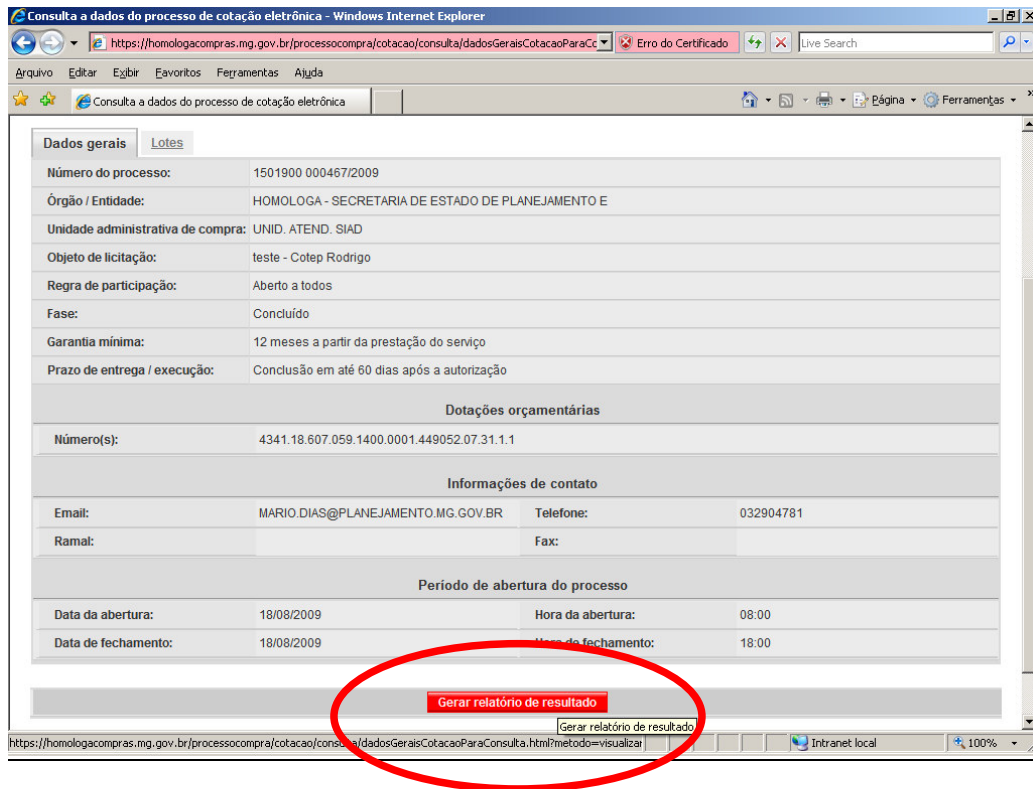 Consulta a dados do processo de cotação eletrônica - Windows Internet Explorer
https://homologacompras.mg.gov.br/processocompra/cotacao/consulta/dadosGeraisCotacaoParaCc Erro do Certificado Live Search
Arquivo Editar Exibir Favoritos Ferramentas Ajuda
Consulta a dados do processo de cotação eletrônica Página Ferramentas »
Dados gerais Lotes
Número do processo: 1501900 000467/2009
Órgão / Entidade: HOMOLOGA - SECRETARIA DE ESTADO DE PLANEJAMENTO E
Unidade administrativa de compra: UNID. ATEND. SIAD
Objeto de licitação: teste - Cotep Rodrigo
Regra de participação: Aberto a todos
Fase: Concluído
Garantia mínima: 12 meses a partir da prestação do serviço
Prazo de entrega / execução: Conclusão em até 60 dias após a autorização
Dotações orçamentárias
Número(s): 4341.18.607.059.1400.0001.449052.07.31.1.1
Informações de contato
Email: MARIO.DIAS@PLANEJAMENTO.MG.GOV.BR Telefone: 032904781
Ramal: Fax:
Período de abertura do processo
Data da abertura: 18/08/2009 Hora da abertura: 08:00
Data de fechamento: 18/08/2009 Hora de fechamento: 18:00
Gerar relatório de resultado
Gerar relatório de resultado
https://homologacompras.mg.gov.br/processocompra/cotacao/consulta/dadosGeraisCotacaoParaConsulta.html?metodo=visualizar Intranet local 100%